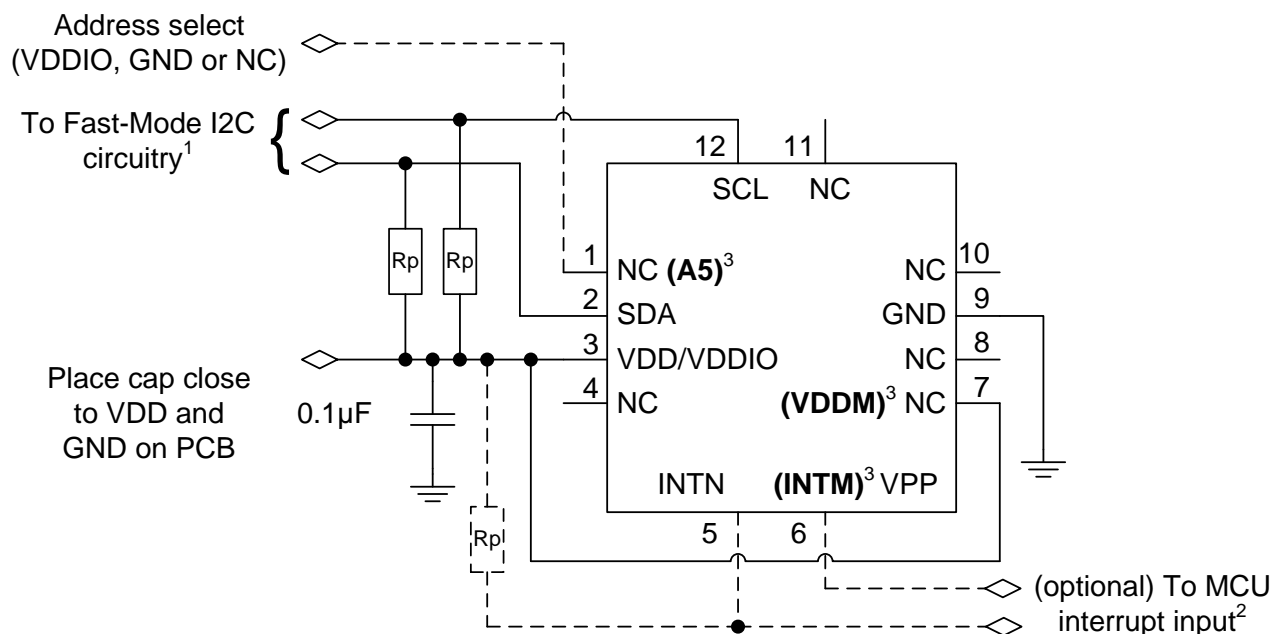 Address select
(VDDIO, GND or NC)
To Fast-Mode I2C
circuitry¹
{
12
11
SCL
NC
Rp
Rp
1
NC (A5)³
NC
10
2
SDA
GND
9
3
VDD/VDDIO
NC
8
4
NC
(VDDM)³ NC
7
Place cap close
to VDD and
GND on PCB
0.1µF
INTN
(INTM)³ VPP
5
6
Rp
(optional) To MCU
interrupt input²